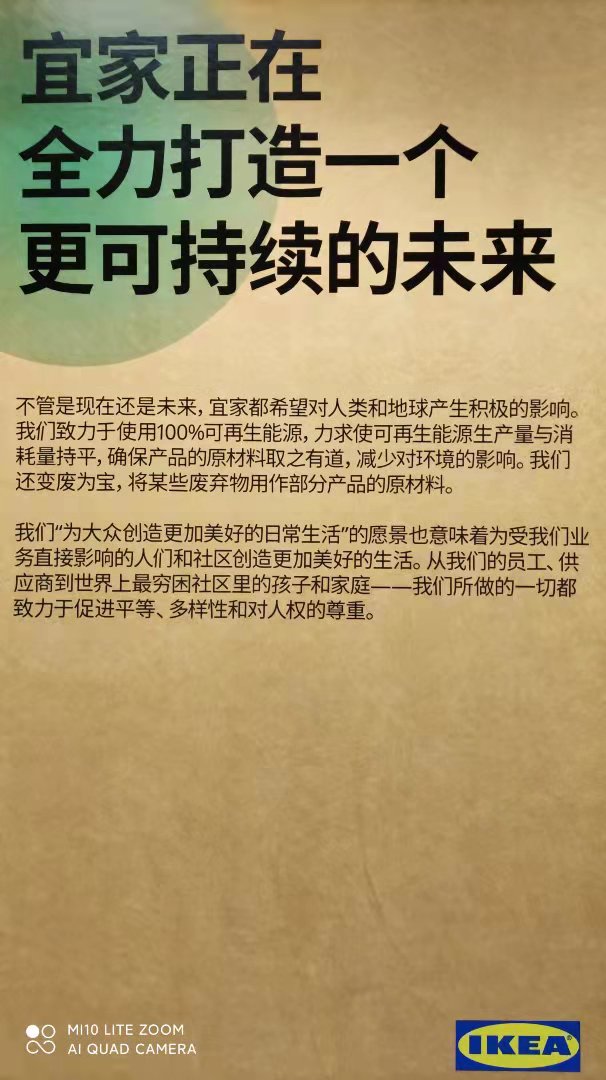 宜家正在
全力打造一个
更可持续的未来
不管是现在还是未来，宜家都希望对人类和地球产生积极的影响。
我们致力于使用100%可再生能源，力求使可再生能源生产量与消
耗量持平，确保产品的原材料取之有道，减少对环境的影响。我们
还变废为宝，将某些废弃物用作部分产品的原材料。
我们“为大众创造更加美好的日常生活”的愿景也意味着为受我们业
务直接影响的人们和社区创造更加美好的生活。从我们的员工、供
应商到世界上最穷困社区里的孩子和家庭——我们所做的一切都
致力于促进平等、多样性和对人权的尊重。
MI10 LITE ZOOM
AI QUAD CAMERA
IKEA